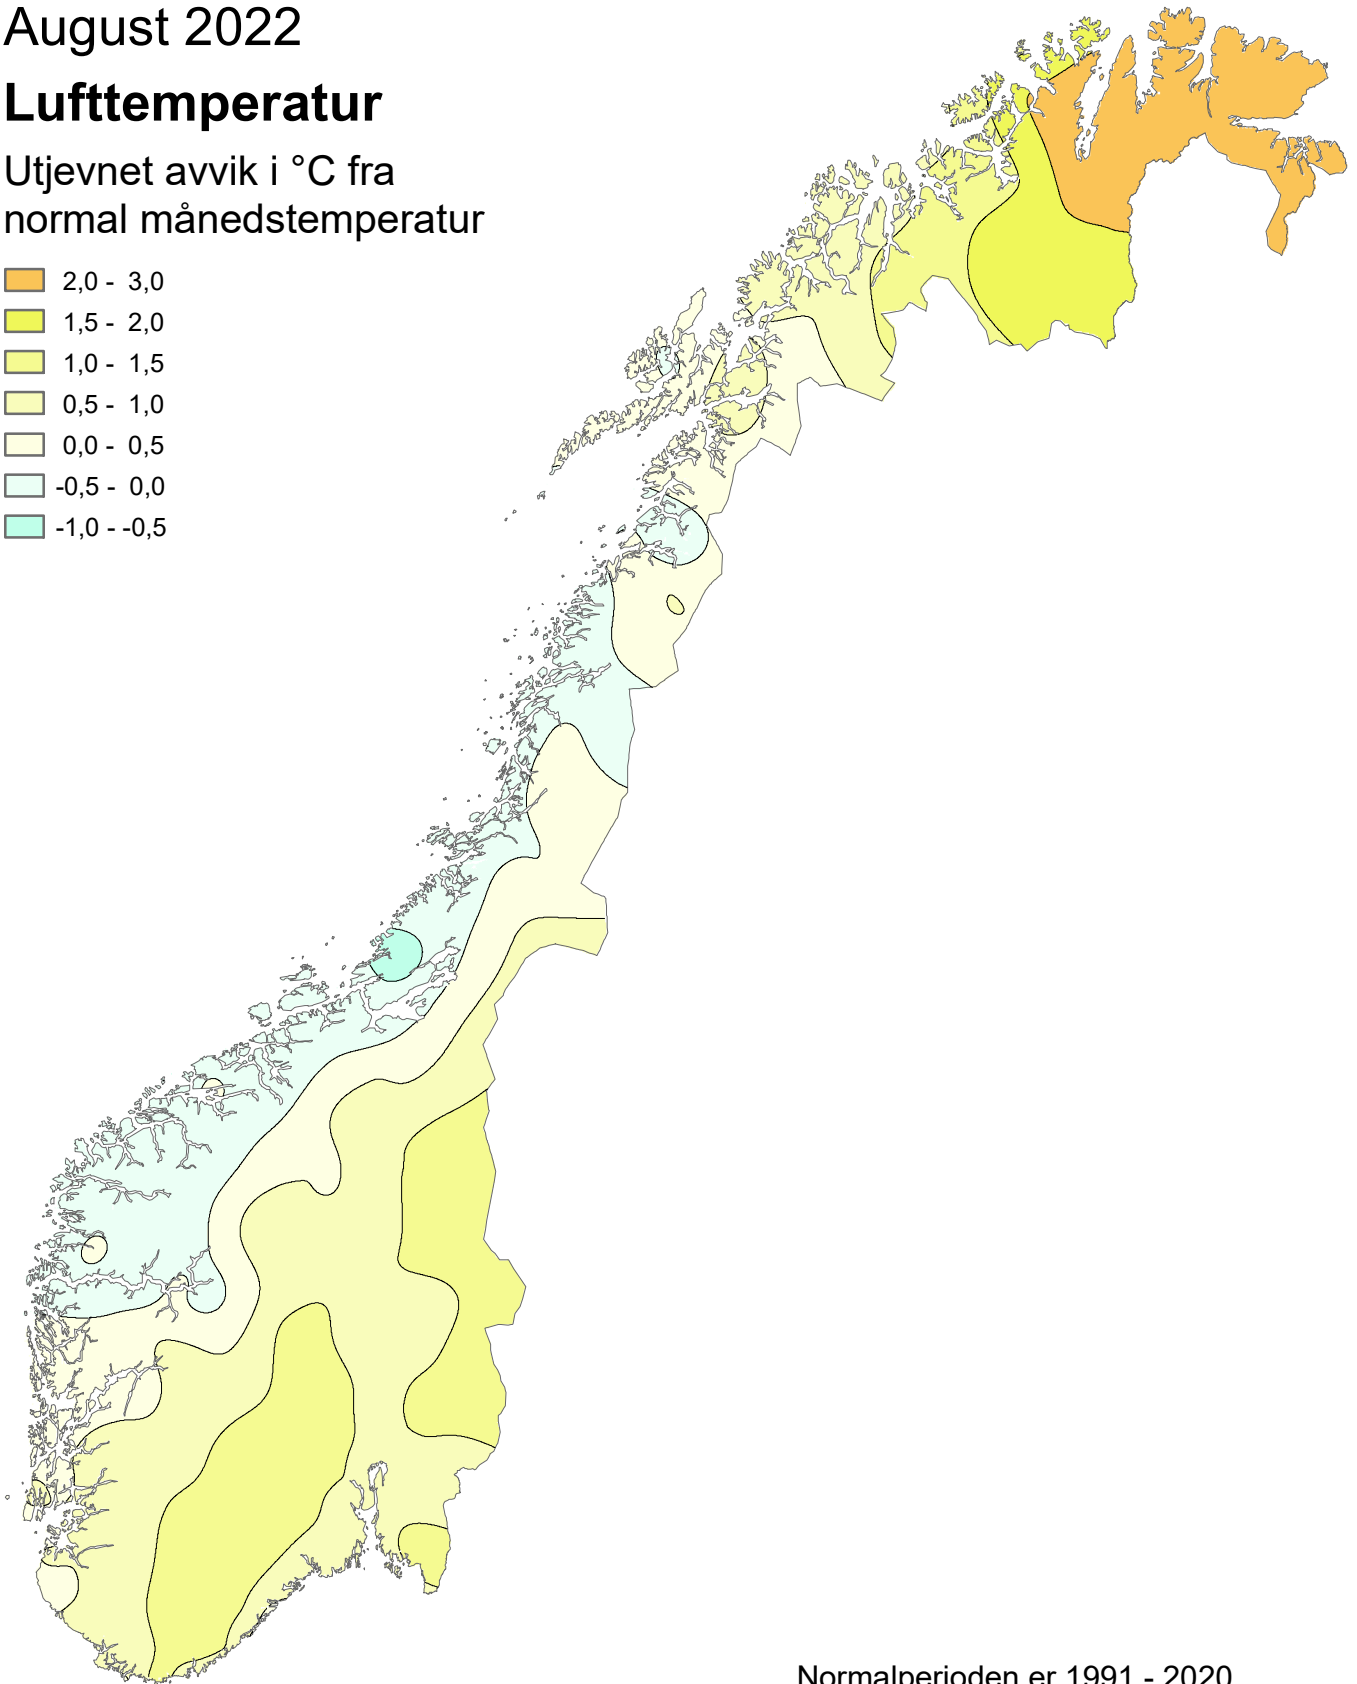 August 2022
Lufttemperatur
Utjevnet avvik i °C fra
normal månedstemperatur
2,0 - 3,0
1,5 - 2,0
1,0 - 1,5
0,5 - 1,0
0,0 - 0,5
-0,5 - 0,0
-1,0 - -0,5
Normalperioden er 1991 - 2020